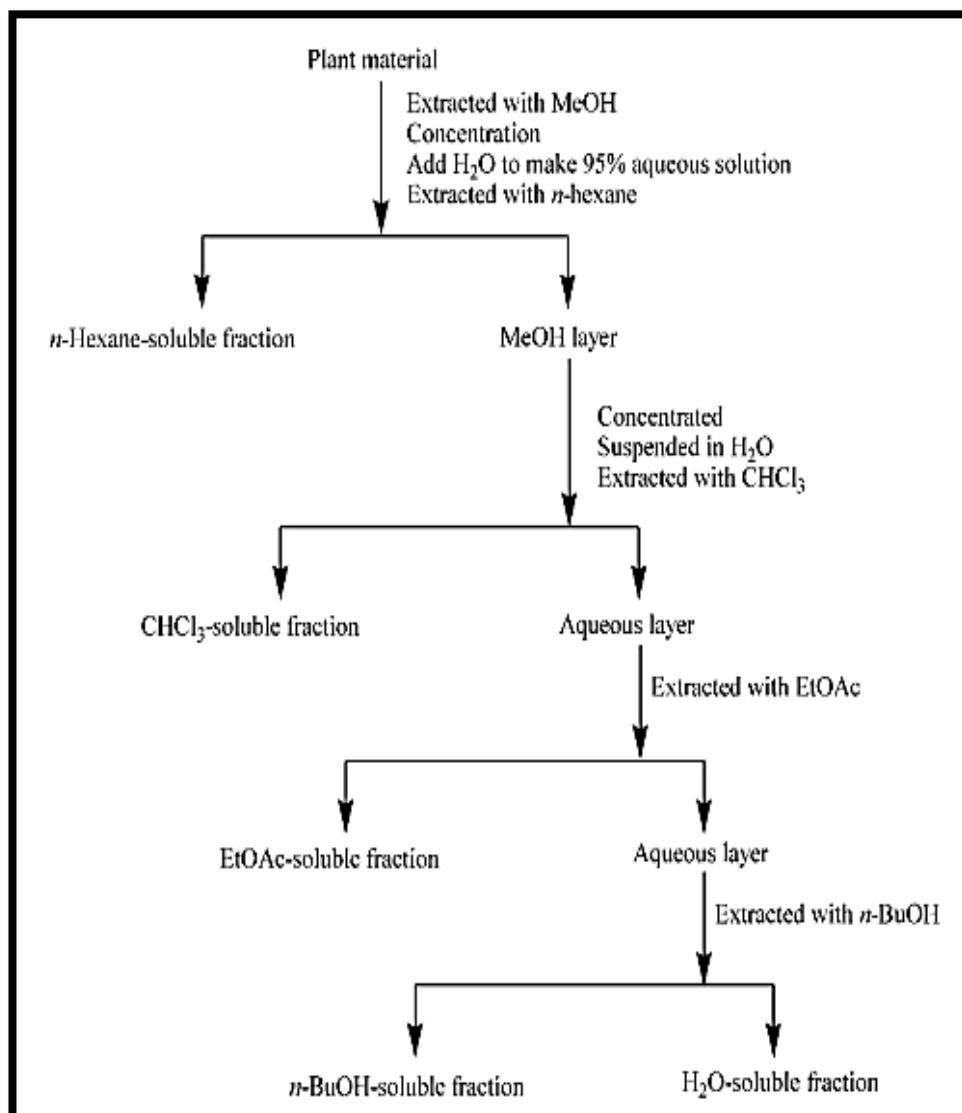 Plant material
Extracted with MeOH
Concentration
Add H₂O to make 95% aqueous solution
Extracted with n-hexane
n-Hexane-soluble fraction
MeOH layer
Concentrated
Suspended in H₂O
Extracted with CHCl₃
CHCl₃-soluble fraction
Aqueous layer
Extracted with EtOAc
EtOAc-soluble fraction
Aqueous layer
Extracted with n-BuOH
n-BuOH-soluble fraction
H₂O-soluble fraction